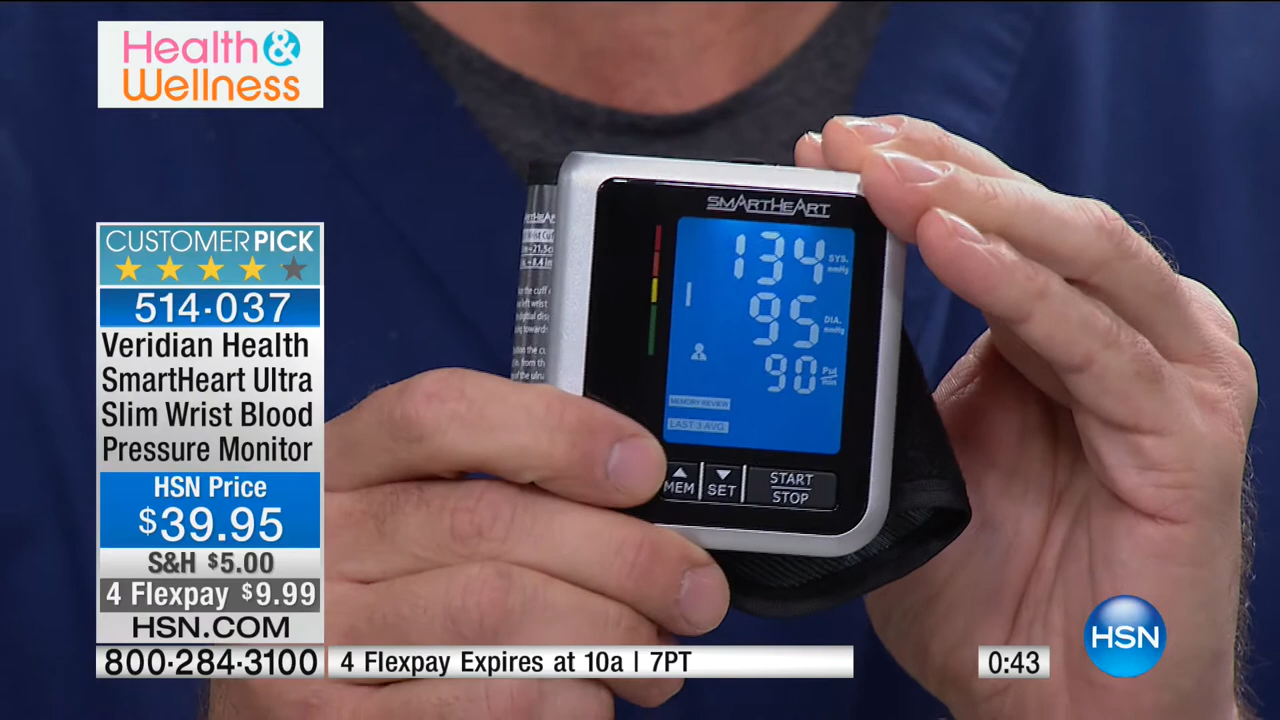 Health &
Wellness
CUSTOMER PICK
514-037
Veridian Health
SmartHeart Ultra
Slim Wrist Blood
Pressure Monitor
HSN Price
$39.95
S&H $5.00
4 Flexpay $9.99
HSN.COM
800-284-3100
4 Flexpay Expires at 10a | 7PT
0:43
HSN
SMARTHEART
134 SYS. mmHg
95 DIA. mmHg
90 Pul/min
MEMORY REVIEW
LAST 3 AVG
MEM
SET
START
STOP